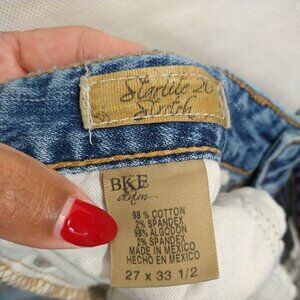 Starlite 20
Stretch
BKE
denim
98 % COTTON
2% SPANDEX
98% ALGODON
2% SPANDEY
MADE IN MEXICO
HECHO EN MEXICO
27 x 33 1/2